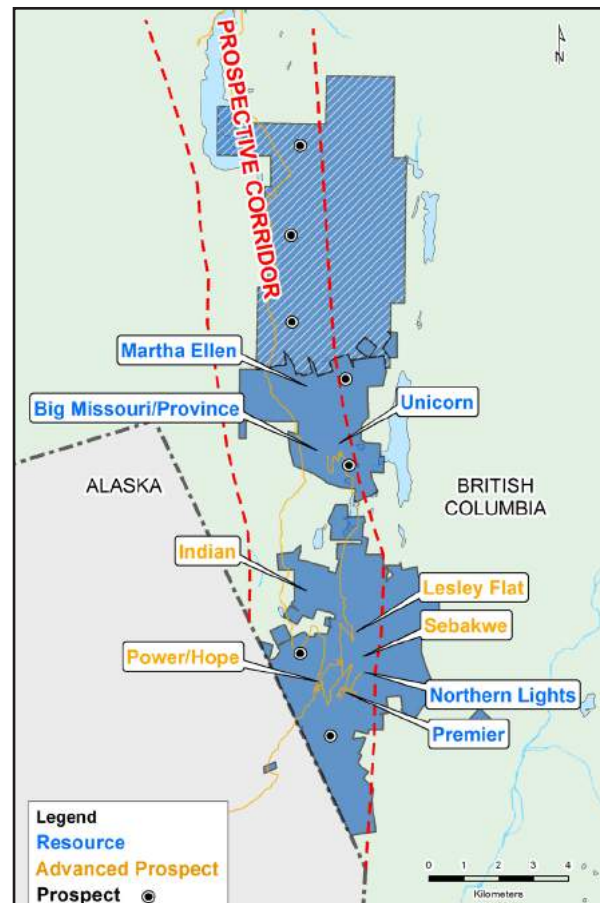 N
PROSPECTIVE CORRIDOR
Martha Ellen
Big Missouri/Province
Unicorn
ALASKA
BRITISH
COLUMBIA
Indian
Lesley Flat
Sebakwe
Power/Hope
Northern Lights
Premier
Legend
Resource
Advanced Prospect
Prospect
0 1 2 3 4
Kilometers